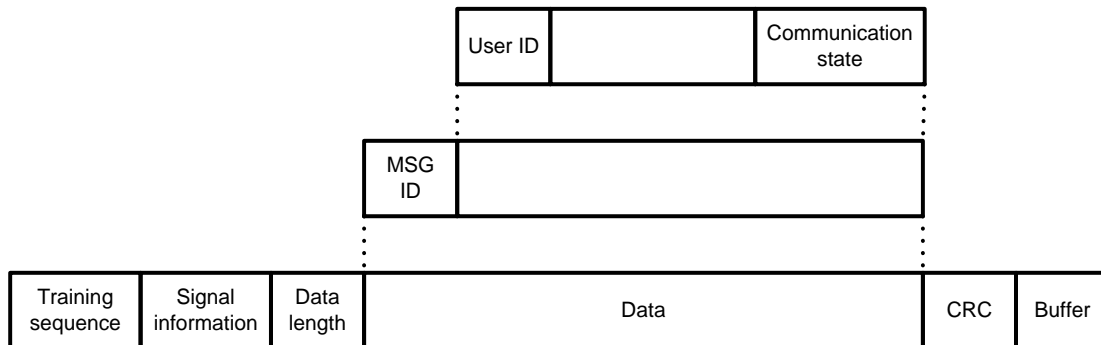 User ID
Communication
state
MSG
ID
Training
sequence
Signal
information
Data
length
Data
CRC
Buffer